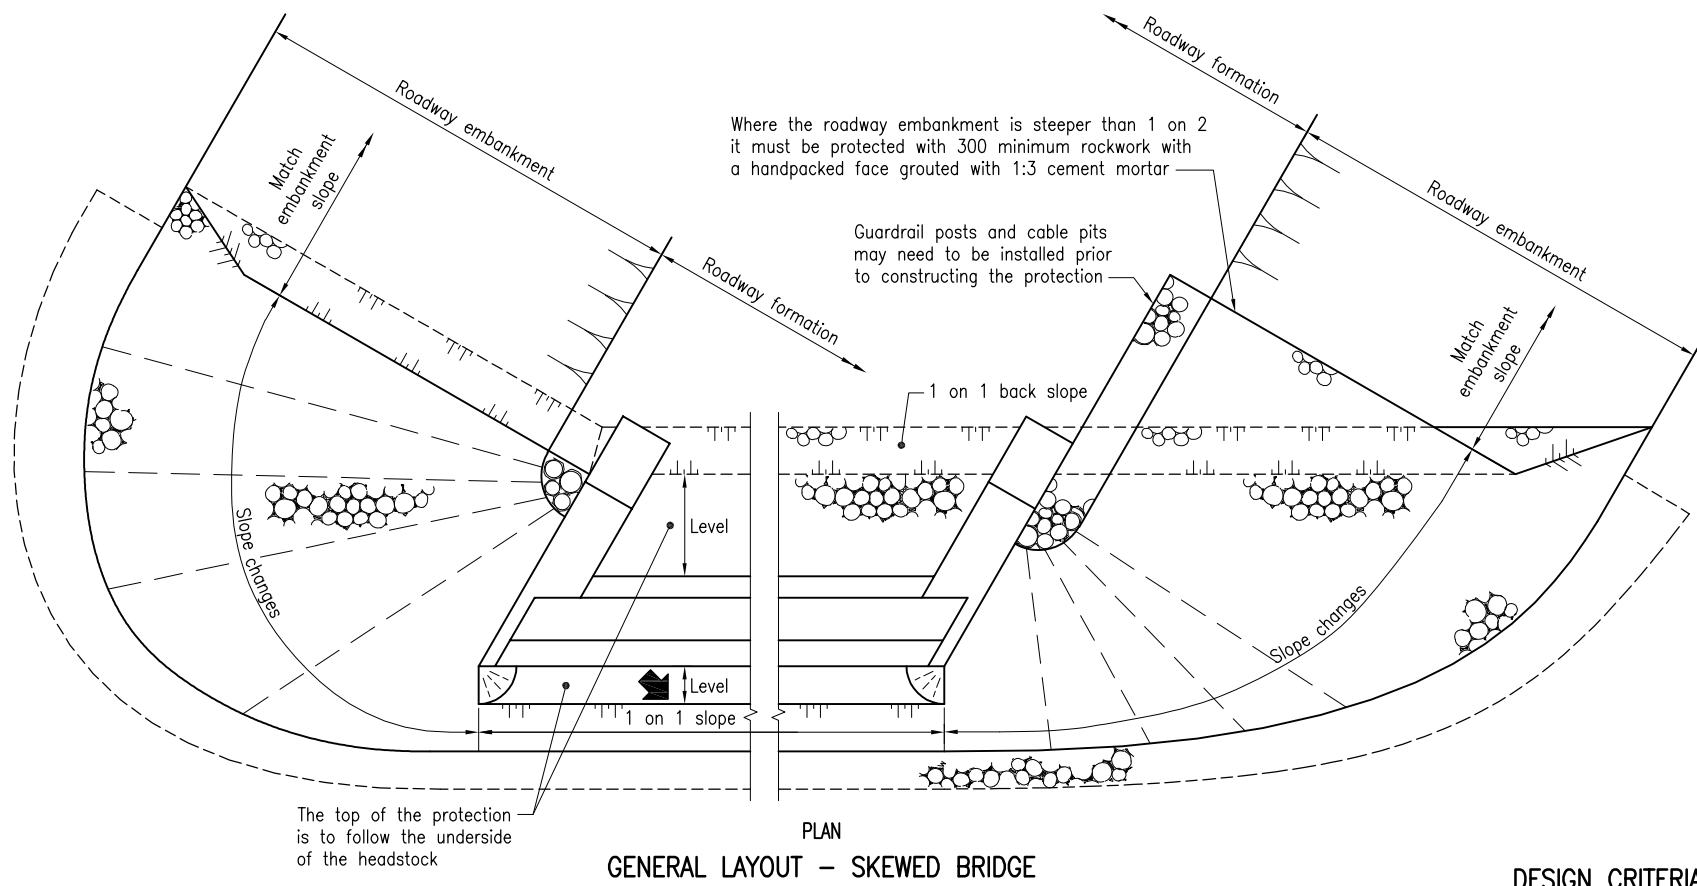 Roadway formation
Roadway embankment
Where the roadway embankment is steeper than 1 on 2
it must be protected with 300 minimum rockwork with
a handpacked face grouted with 1:3 cement mortar
Match
embankment
slope
Roadway embankment
Guardrail posts and cable pits
may need to be installed prior
to constructing the protection
Roadway formation
Match
embankment
slope
1 on 1 back slope
Level
Slope changes
Slope changes
Level
1 on 1 slope
The top of the protection
is to follow the underside
of the headstock
PLAN
GENERAL LAYOUT – SKEWED BRIDGE
DESIGN CRITERIA